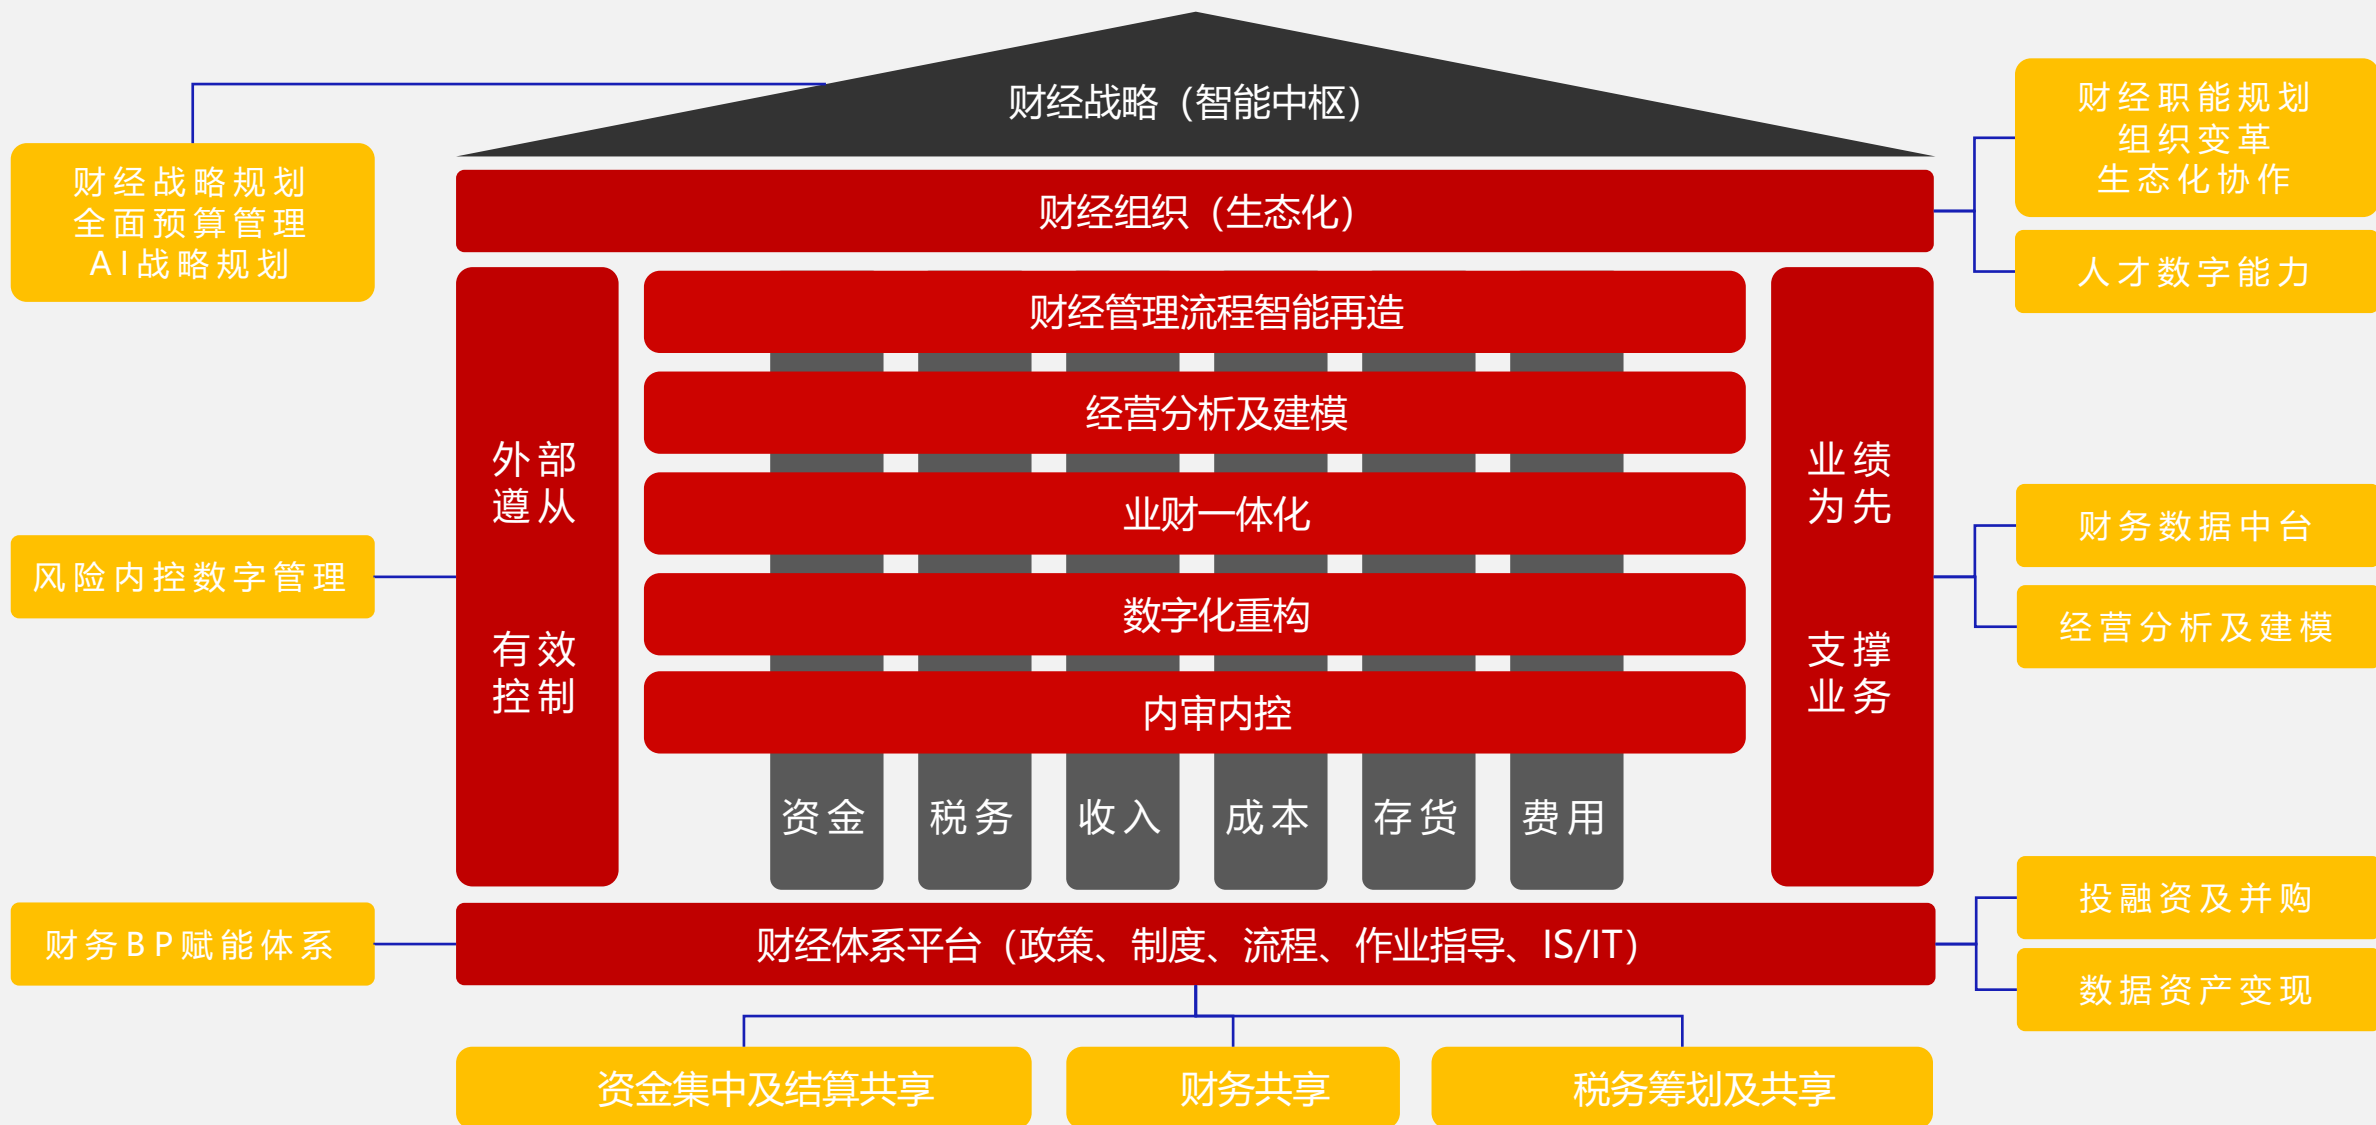 财经战略（智能中枢）
财经职能规划
组织变革
生态化协作
财经战略规划
全面预算管理
AI战略规划
财经组织（生态化）
人才数字能力
财经管理流程智能再造
经营分析及建模
业财一体化
数字化重构
内审内控
外部
遵从
有效
控制
业绩
为先
支撑
业务
风险内控数字管理
财务数据中台
经营分析及建模
资金
税务
收入
成本
存货
费用
财务BP赋能体系
财经体系平台（政策、制度、流程、作业指导、IS/IT）
投融资及并购
数据资产变现
资金集中及结算共享
财务共享
税务筹划及共享